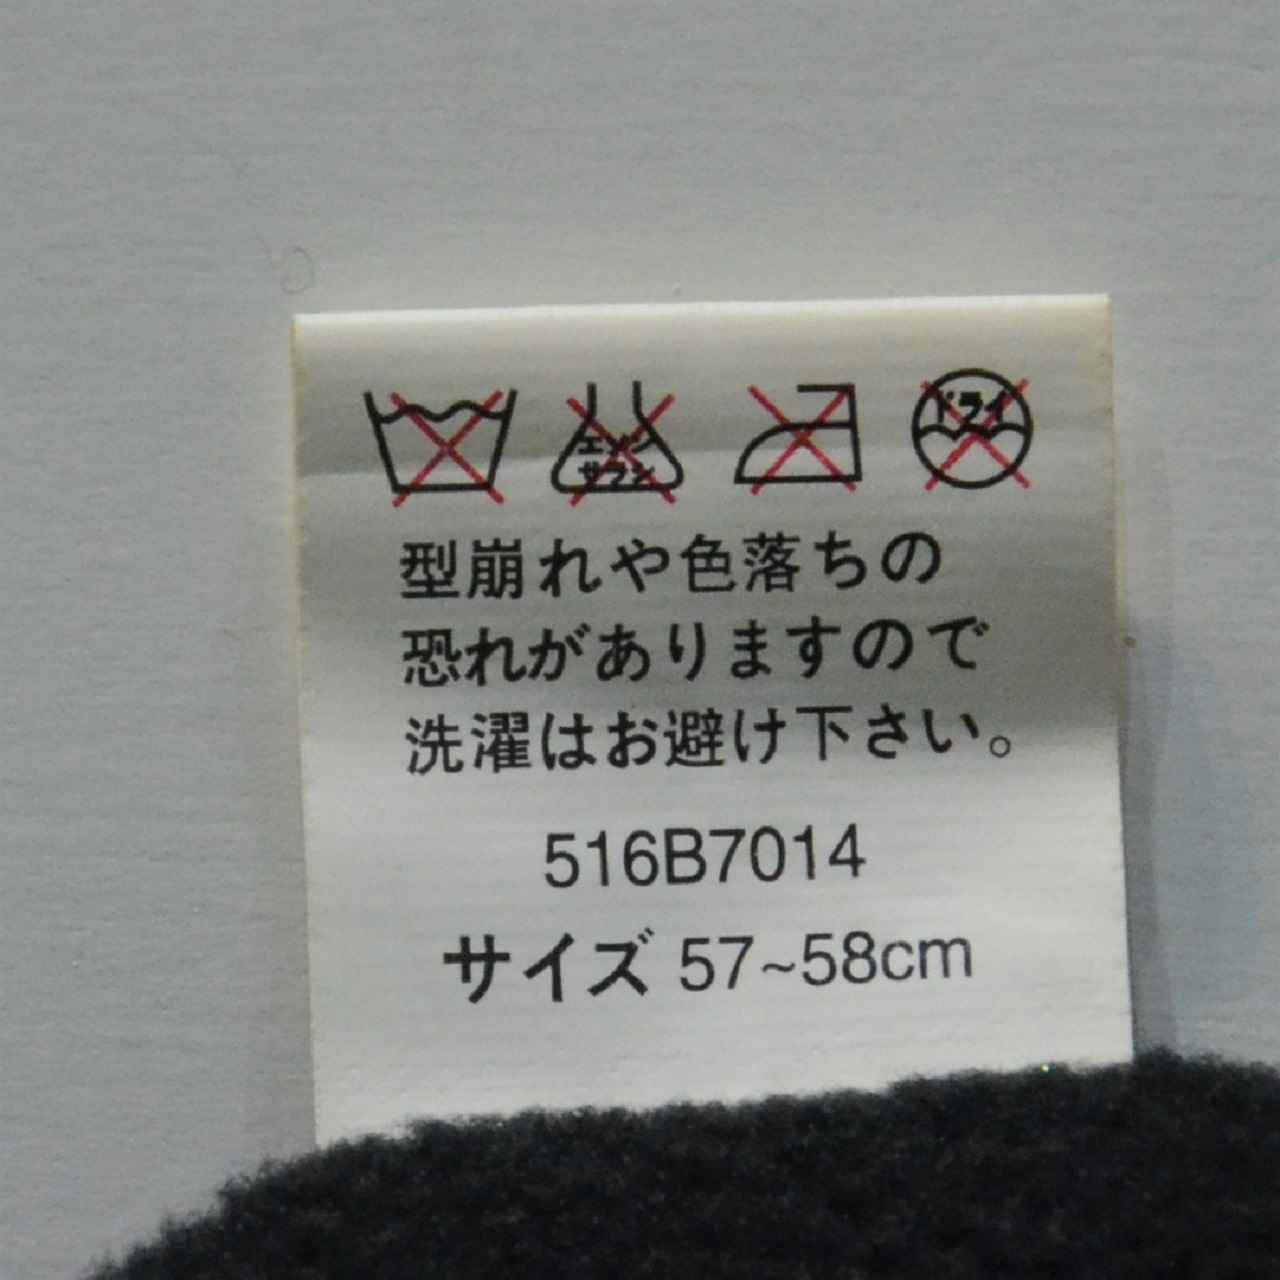 エンソ
サラシ
ドライ
型崩れや色落ちの
恐れがありますので
洗濯はお避け下さい。
516B7014
サイズ 57~58cm